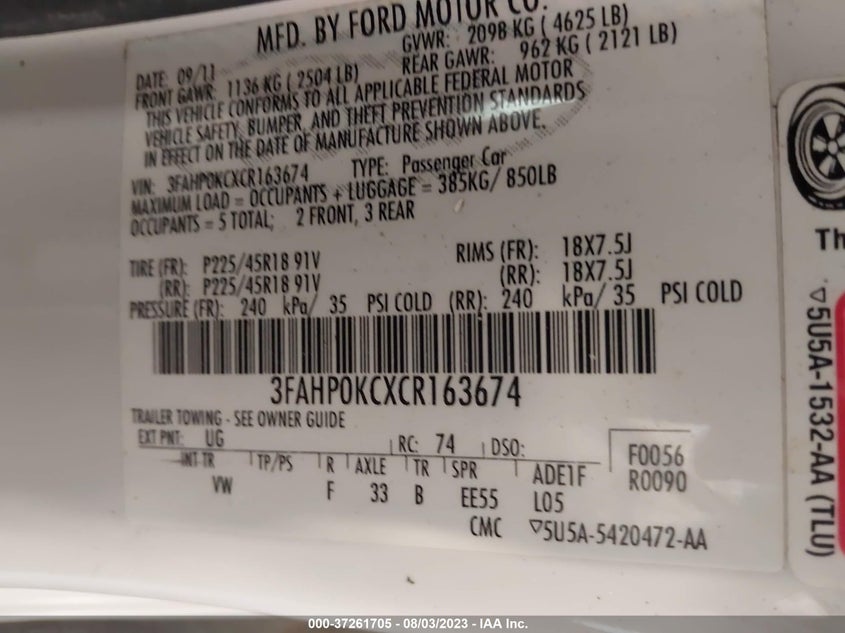 MFD. BY FORD MOTOR CO.
DATE: 09/11 GVWR: 2098 KG ( 4625 LB)
FRONT GAWR: 1136 KG ( 2504 LB) REAR GAWR: 962 KG ( 2121 LB)
THIS VEHICLE CONFORMS TO ALL APPLICABLE FEDERAL MOTOR
VEHICLE SAFETY, BUMPER, AND THEFT PREVENTION STANDARDS
IN EFFECT ON THE DATE OF MANUFACTURE SHOWN ABOVE.
VIN: 3FAHP0KCXCR163674 TYPE: Passenger Car
MAXIMUM LOAD = OCCUPANTS + LUGGAGE = 385KG/ 850LB
OCCUPANTS = 5 TOTAL; 2 FRONT, 3 REAR
TIRE (FR): P225/45R18 91V RIMS (FR): 18X7.5J
(RR): P225/45R18 91V (RR): 18X7.5J
PRESSURE (FR): 240 kPa/ 35 PSI COLD (RR): 240 kPa/ 35 PSI COLD
3FAHP0KCXCR163674
TRAILER TOWING - SEE OWNER GUIDE
EXT PNT: UG RC: 74 DSO: F0056
INT TR TP/PS R AXLE TR SPR ADE1F R0090
VW F 33 B EE55 L05
CMC ▽5U5A-5420472-AA
Th
▽5U5A-1532-AA (TLU)
000-37261705 - 08/03/2023 - IAA Inc.